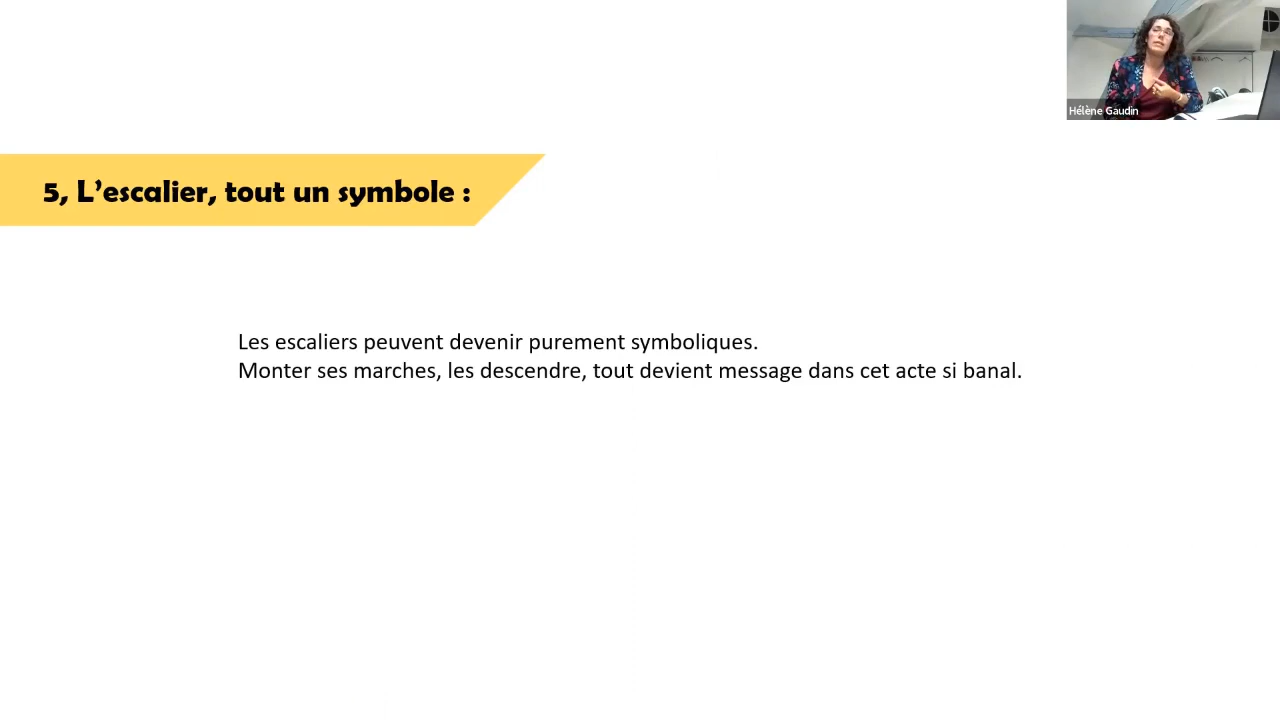 Hélène Gaudin
5, L’escalier, tout un symbole :
Les escaliers peuvent devenir purement symboliques.
Monter ses marches, les descendre, tout devient message dans cet acte si banal.